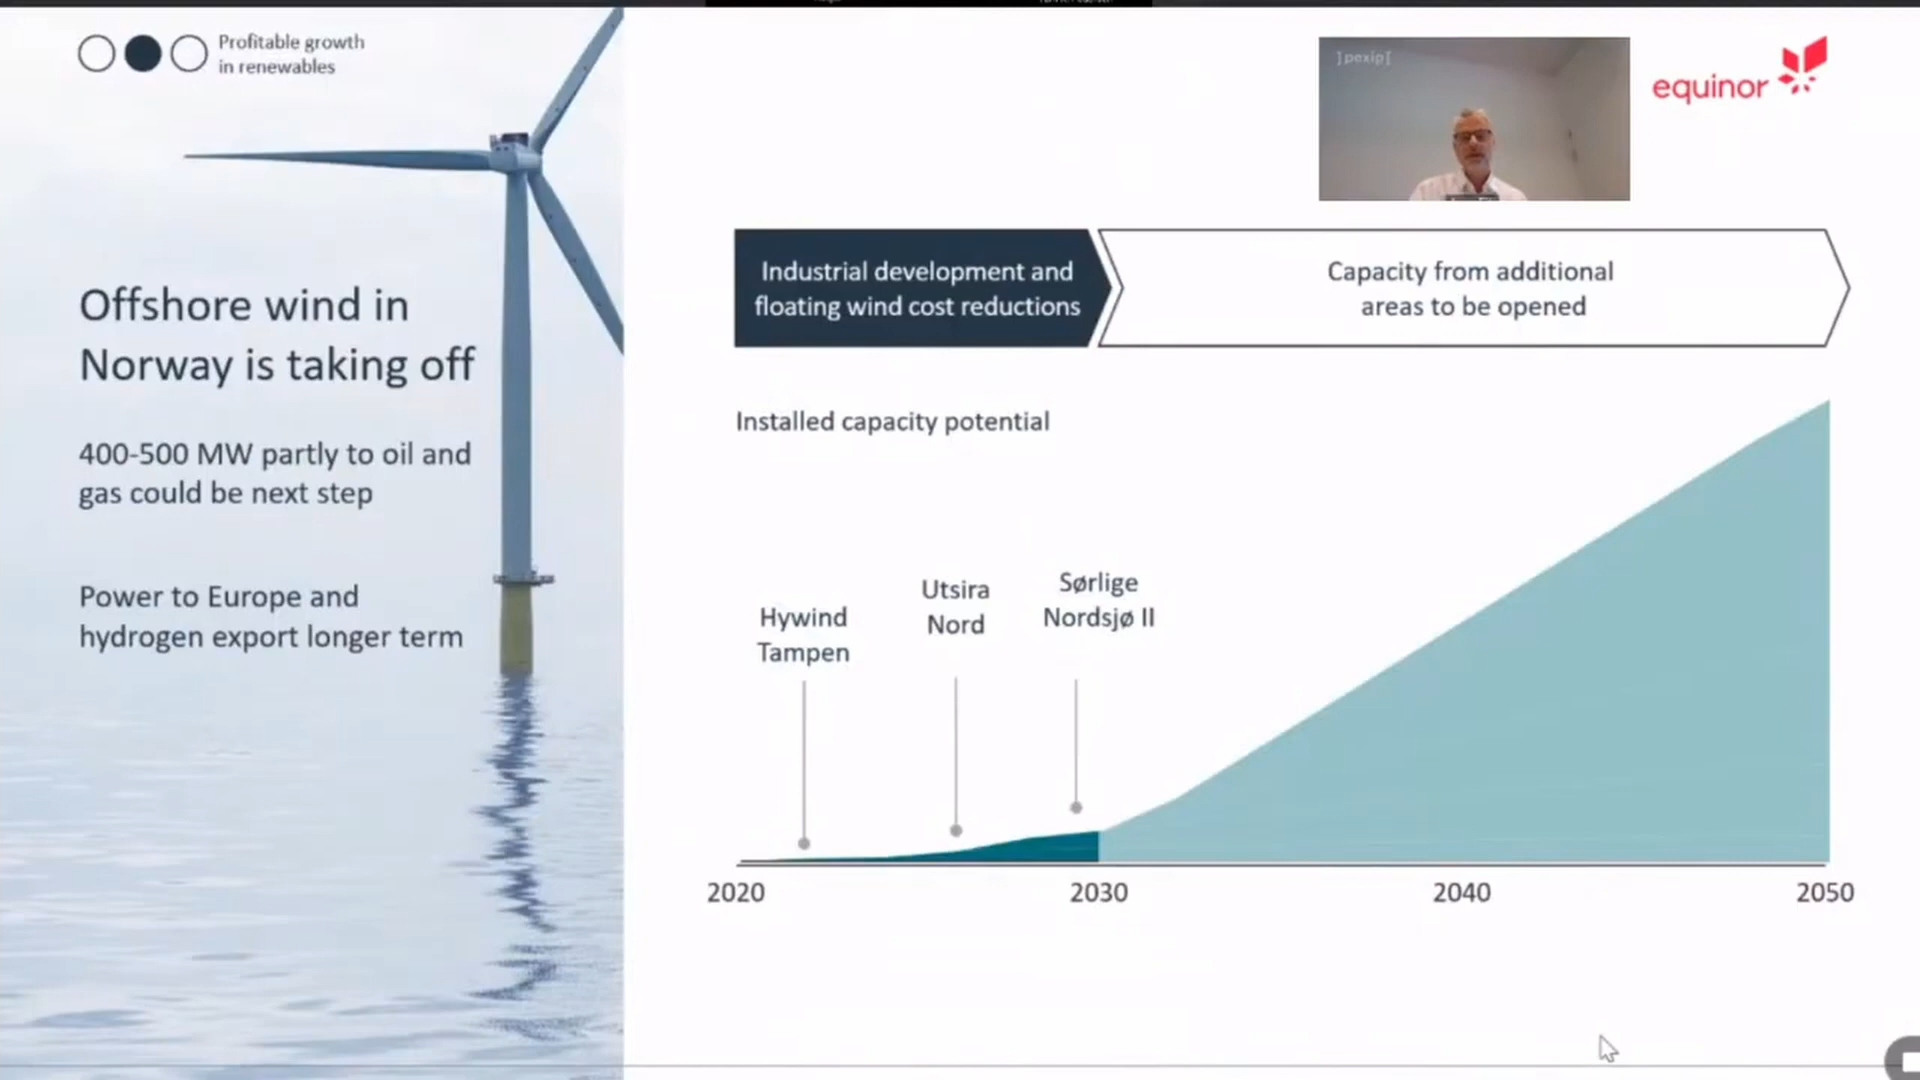 Profitable growth
in renewables
]pexip[
equinor
Offshore wind in
Norway is taking off
400-500 MW partly to oil and
gas could be next step
Power to Europe and
hydrogen export longer term
Industrial development and
floating wind cost reductions
Capacity from additional
areas to be opened
Installed capacity potential
Hywind
Tampen
Utsira
Nord
Sørlige
Nordsjø II
2020
2030
2040
2050